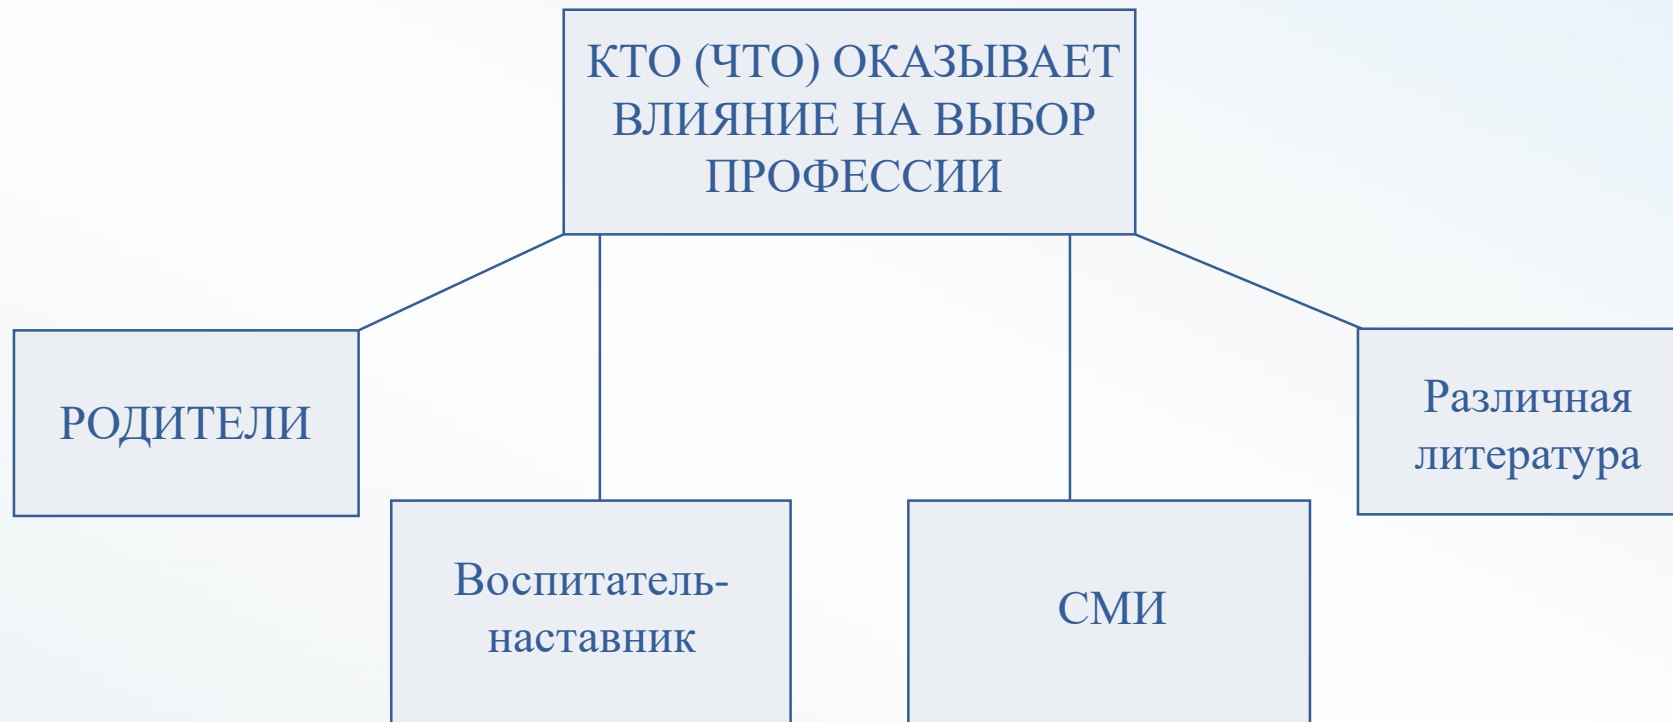 КТО (ЧТО) ОКАЗЫВАЕТ
ВЛИЯНИЕ НА ВЫБОР
ПРОФЕССИИ
РОДИТЕЛИ
Воспитатель-
наставник
СМИ
Различная
литература